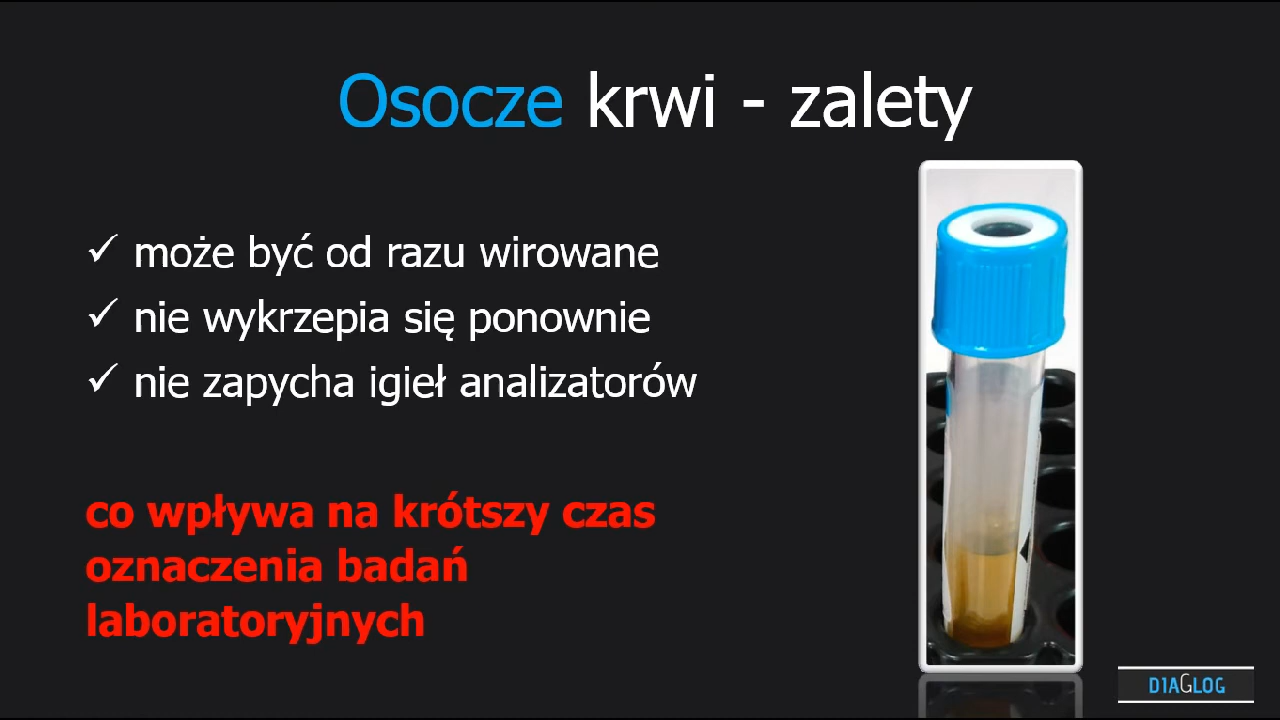 Osocze krwi - zalety
✓ może być od razu wirowane
✓ nie wykrzepia się ponownie
✓ nie zapycha igieł analizatorów
co wpływa na krótszy czas
oznaczenia badań
laboratoryjnych
D1AGLOG